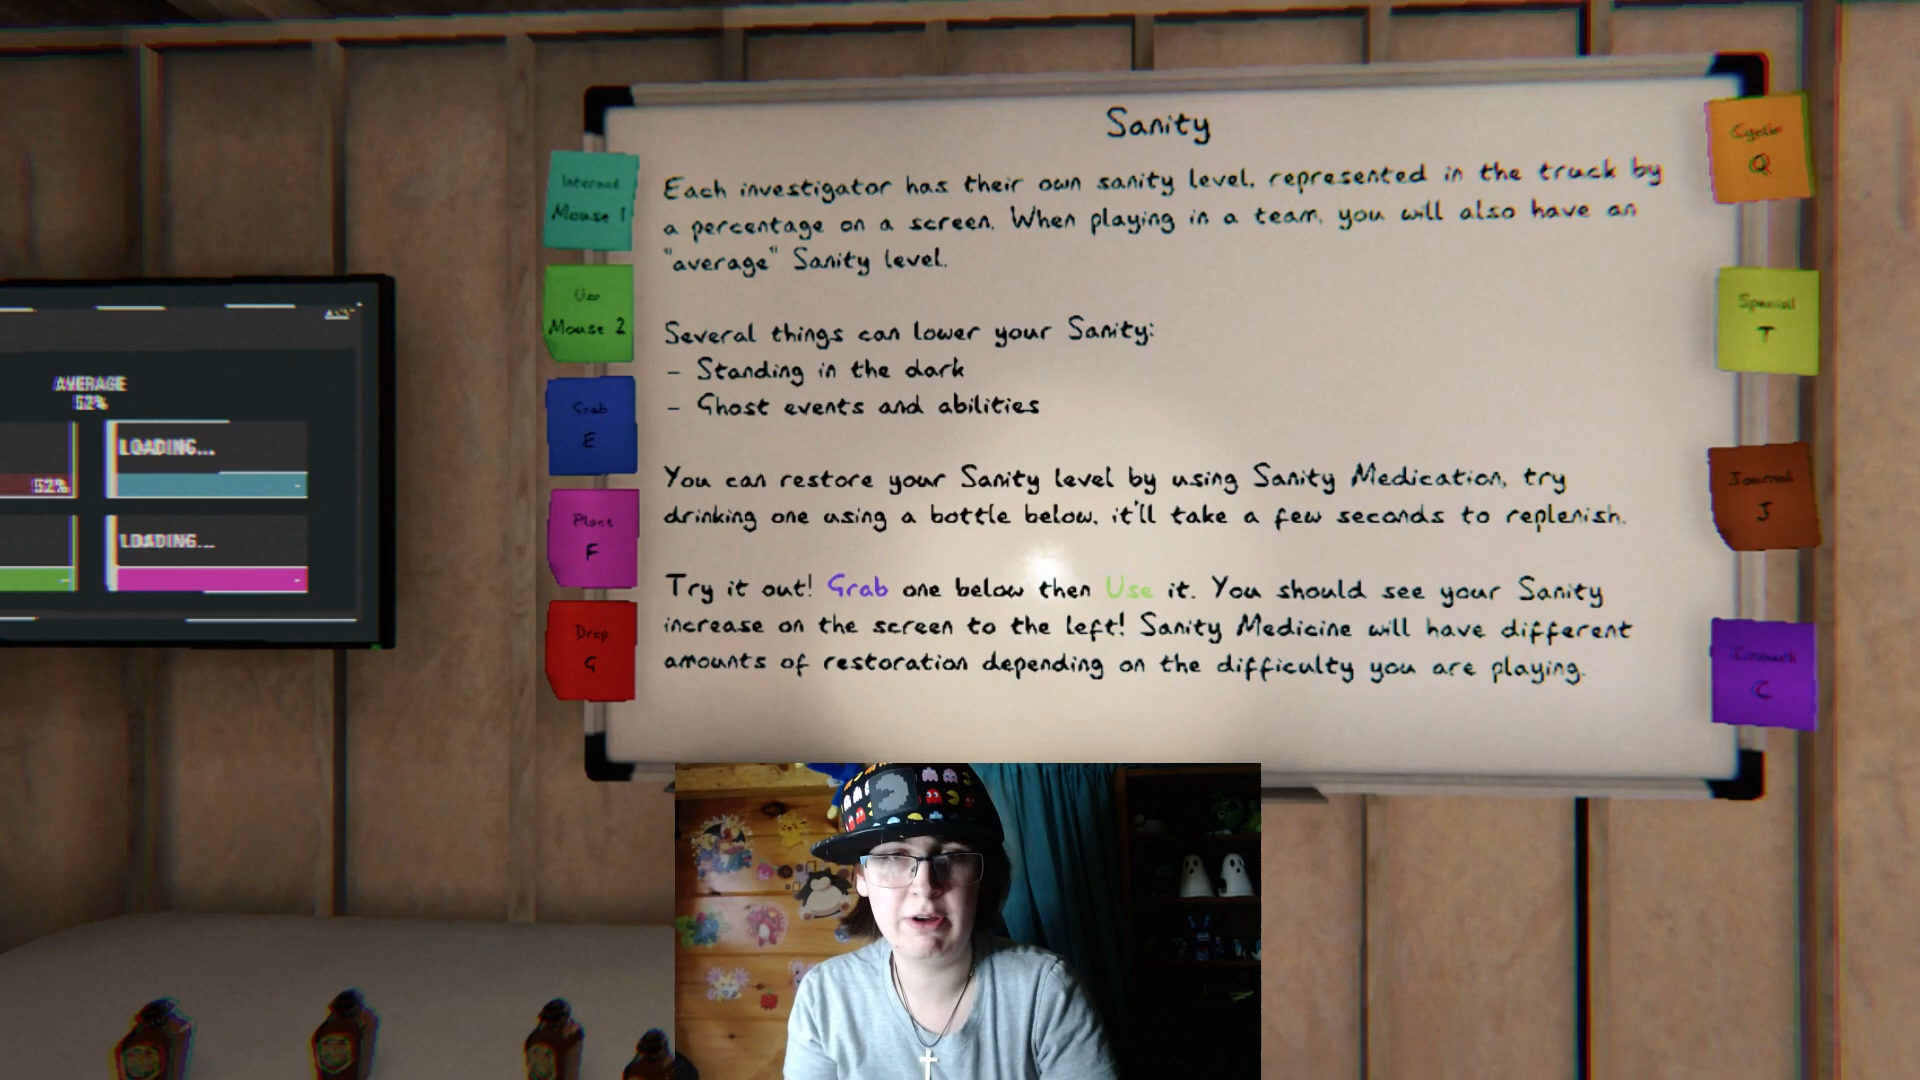 Sanity
Each investigator has their own sanity level, represented in the truck by
a percentage on a screen. When playing in a team, you will also have an
"average" Sanity level.
Several things can lower your Sanity:
- Standing in the dark
- Ghost events and abilities
You can restore your Sanity level by using Sanity Medication, try
drinking one using a bottle below, it'll take a few seconds to replenish.
Try it out! Grab one below then Use it. You should see your Sanity
increase on the screen to the left! Sanity Medicine will have different
amounts of restoration depending on the difficulty you are playing.
Interact
Mouse 1
Use
Mouse 2
Grab
E
Place
F
Drop
G
Cycle
Q
Special
T
Journal
J
Crouch
C
AVERAGE
52%
LOADING...
52%
-
LOADING...
-
-